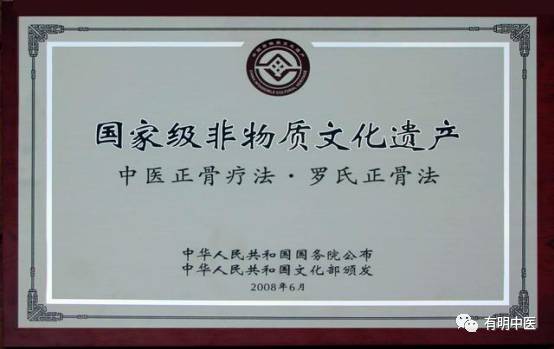 国家级非物质文化遗产
中医正骨疗法·罗氏正骨法
中华人民共和国国务院公布
中华人民共和国文化部颁发
2008年6月
有明中医